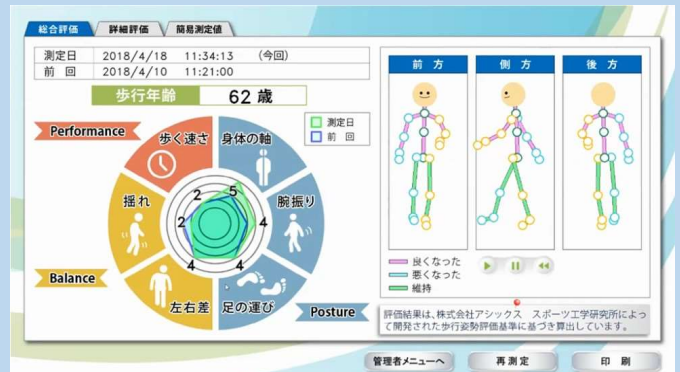 総合評価
詳細評価
簡易測定値
測定日 2018/4/18 11:34:13 (今回)
前 回 2018/4/10 11:21:00
歩行年齢 62 歳
測定日
前 回
Performance
歩く速さ
身体の軸
揺れ
腕振り
2
5
2
4
4
4
Balance
左右差
足の運び
Posture
前 方
側 方
後 方
良くなった
悪くなった
維持
評価結果は、株式会社アシックス スポーツ工学研究所によっ
て開発された歩行姿勢評価基準に基づき算出しています。
管理者メニューへ
再 測 定
印 刷